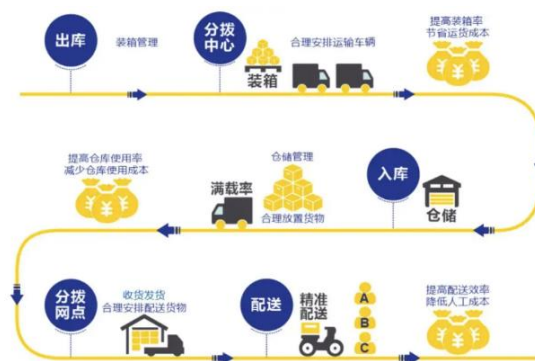 出库
装箱管理
分拨
中心
装箱
合理安排运输车辆
提高装箱率
节省运货成本
¥ ¥ ¥
提高仓库使用率
减少仓库使用成本
¥ ¥ ¥
满载率
仓储管理
合理放置货物
入库
仓储
分拨
网点
收货发货
合理安排配送货物
配送
精准
配送
A
B
C
提高配送效率
降低人工成本
¥ ¥ ¥